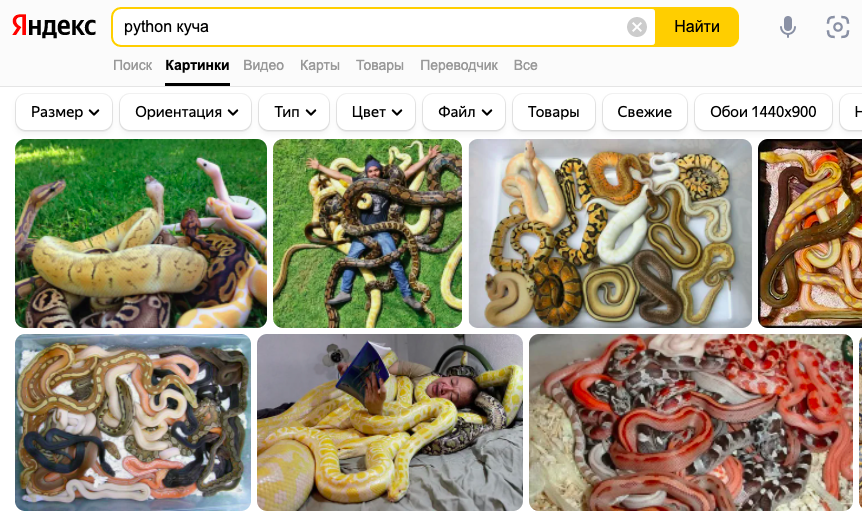 Яндекс
python куча
Найти
Поиск Картинки Видео Карты Товары Переводчик Все
Размер Ориентация Тип Цвет Файл Товары Свежие Обои 1440x900